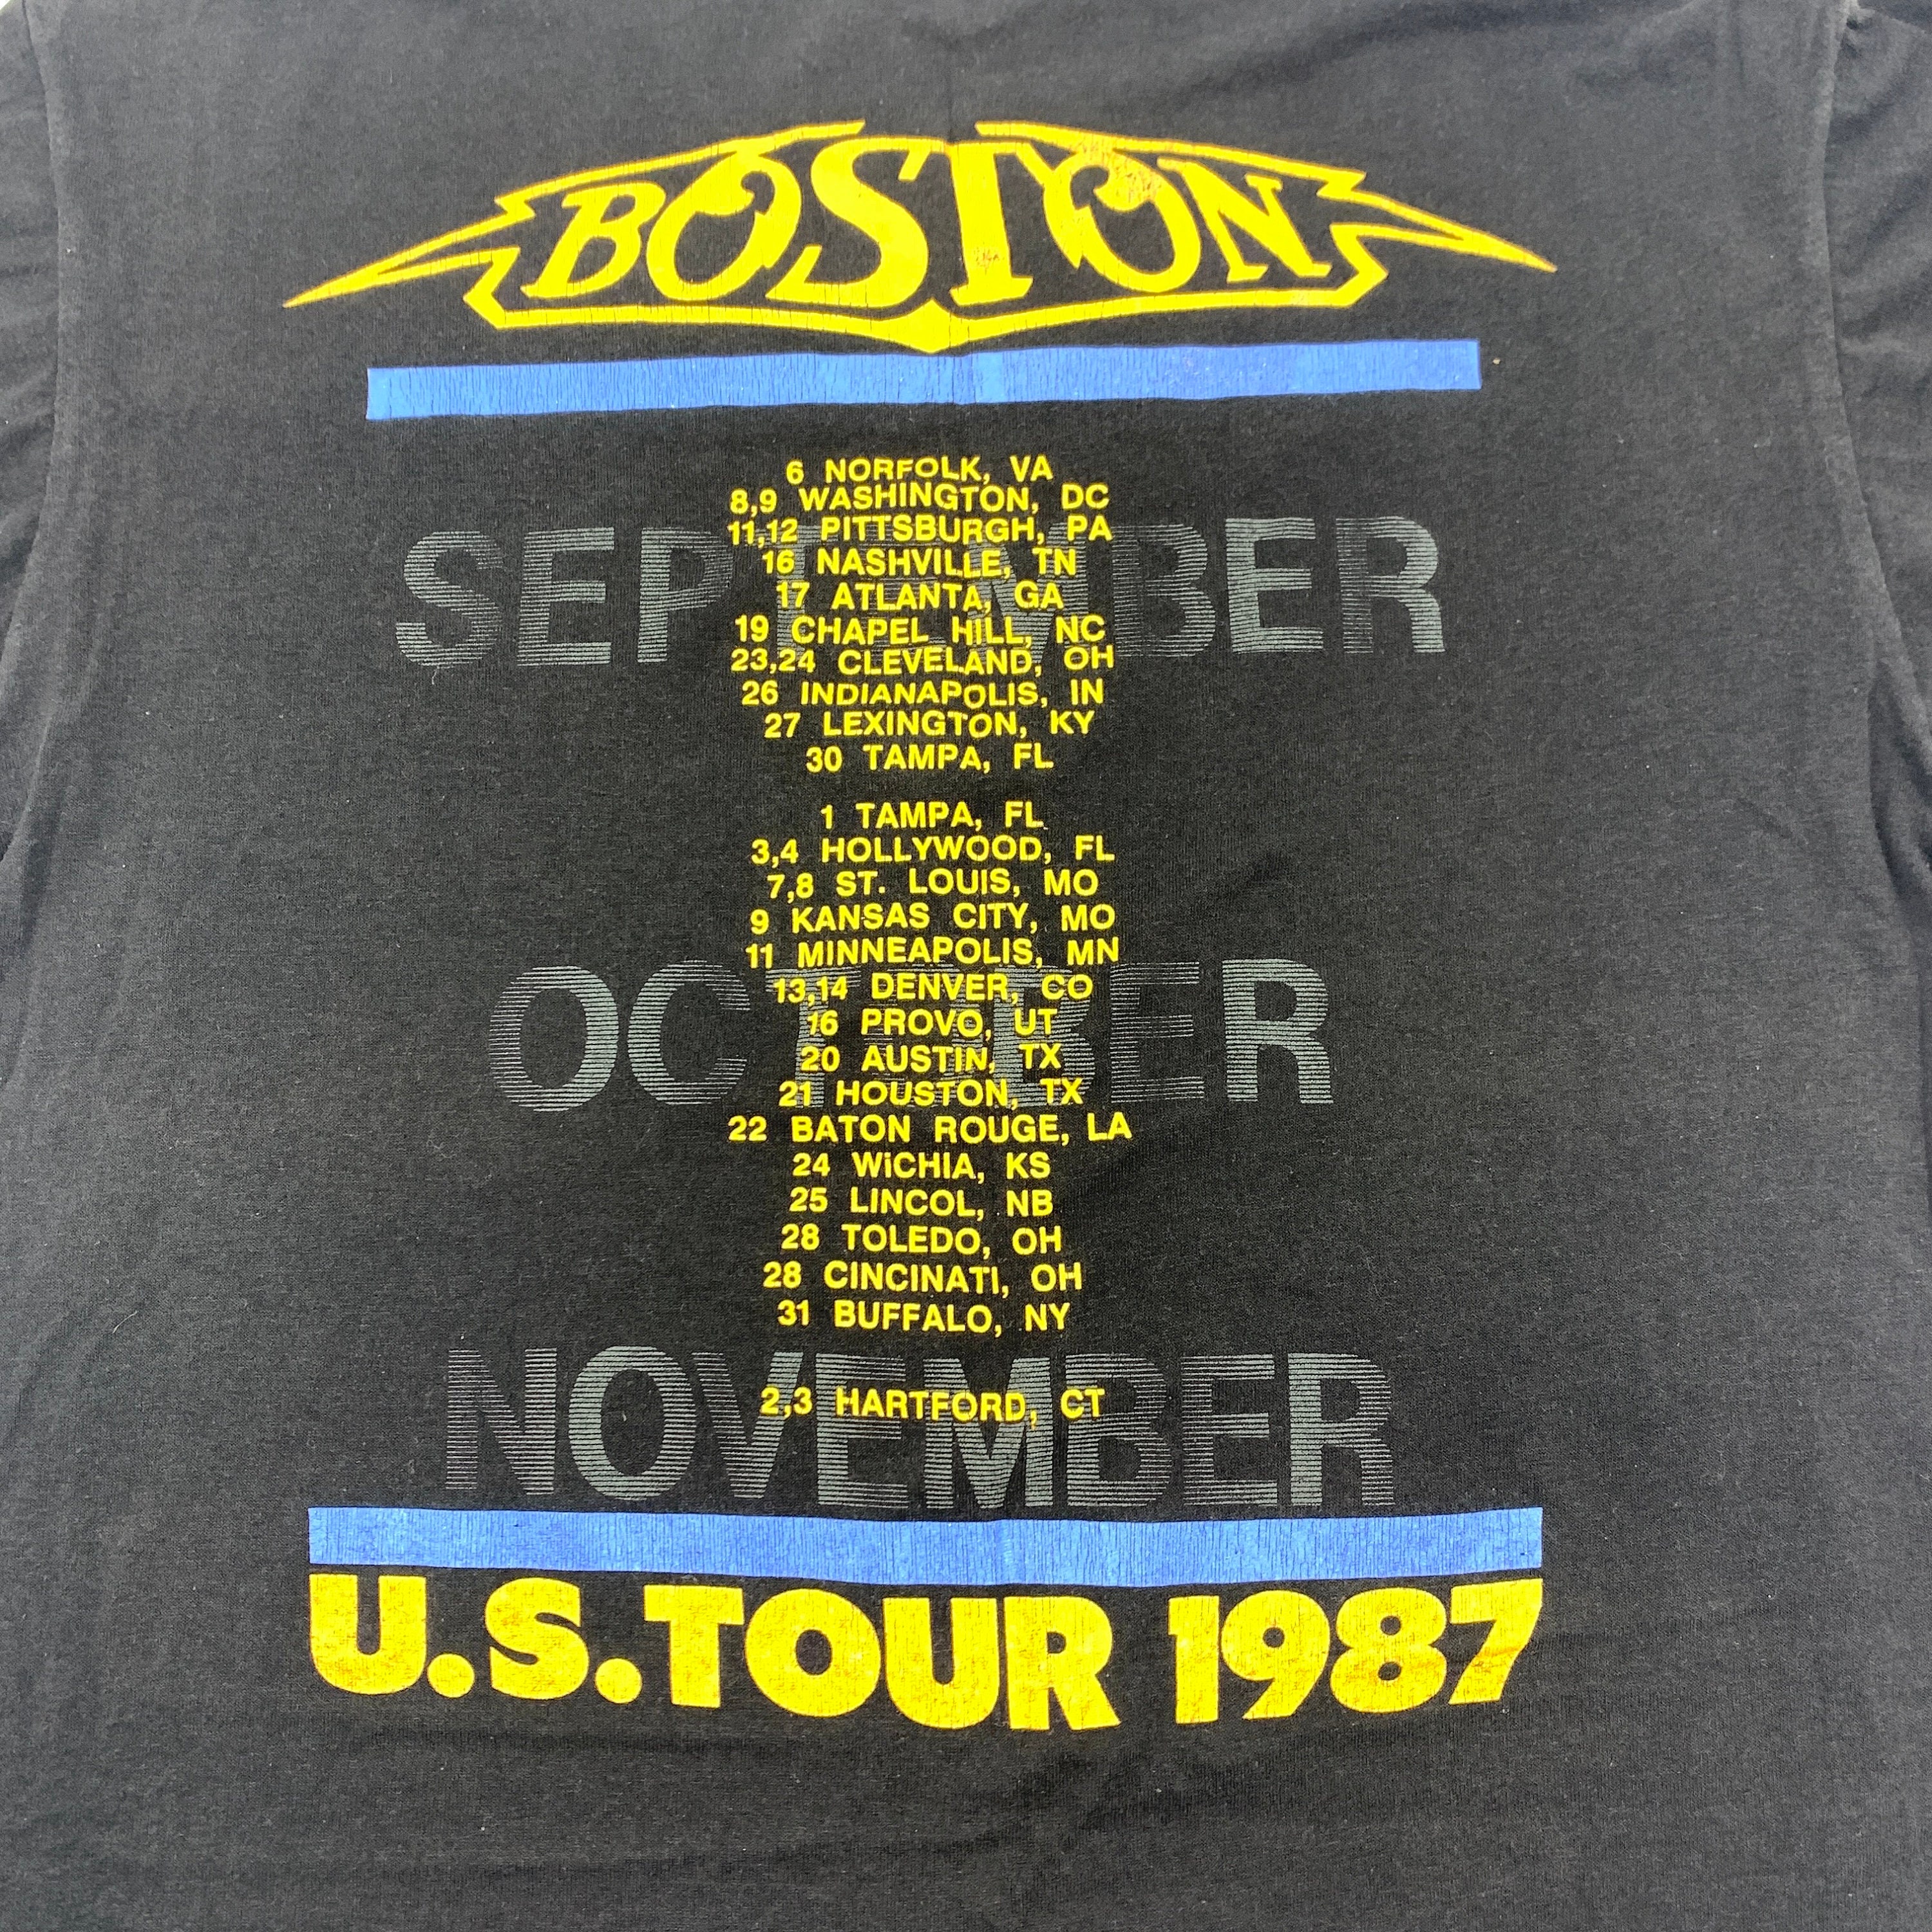 BOSTON
SEPTEMBER
6 NORFOLK, VA
8,9 WASHINGTON, DC
11,12 PITTSBURGH, PA
16 NASHVILLE, TN
17 ATLANTA, GA
19 CHAPEL HILL, NC
23,24 CLEVELAND, OH
26 INDIANAPOLIS, IN
27 LEXINGTON, KY
30 TAMPA, FL
OCTOBER
1 TAMPA, FL
3,4 HOLLYWOOD, FL
7,8 ST. LOUIS, MO
9 KANSAS CITY, MO
11 MINNEAPOLIS, MN
13,14 DENVER, CO
16 PROVO, UT
20 AUSTIN, TX
21 HOUSTON, TX
22 BATON ROUGE, LA
24 WiCHIA, KS
25 LINCOL, NB
28 TOLEDO, OH
28 CINCINATI, OH
31 BUFFALO, NY
NOVEMBER
2,3 HARTFORD, CT
U.S. TOUR 1987